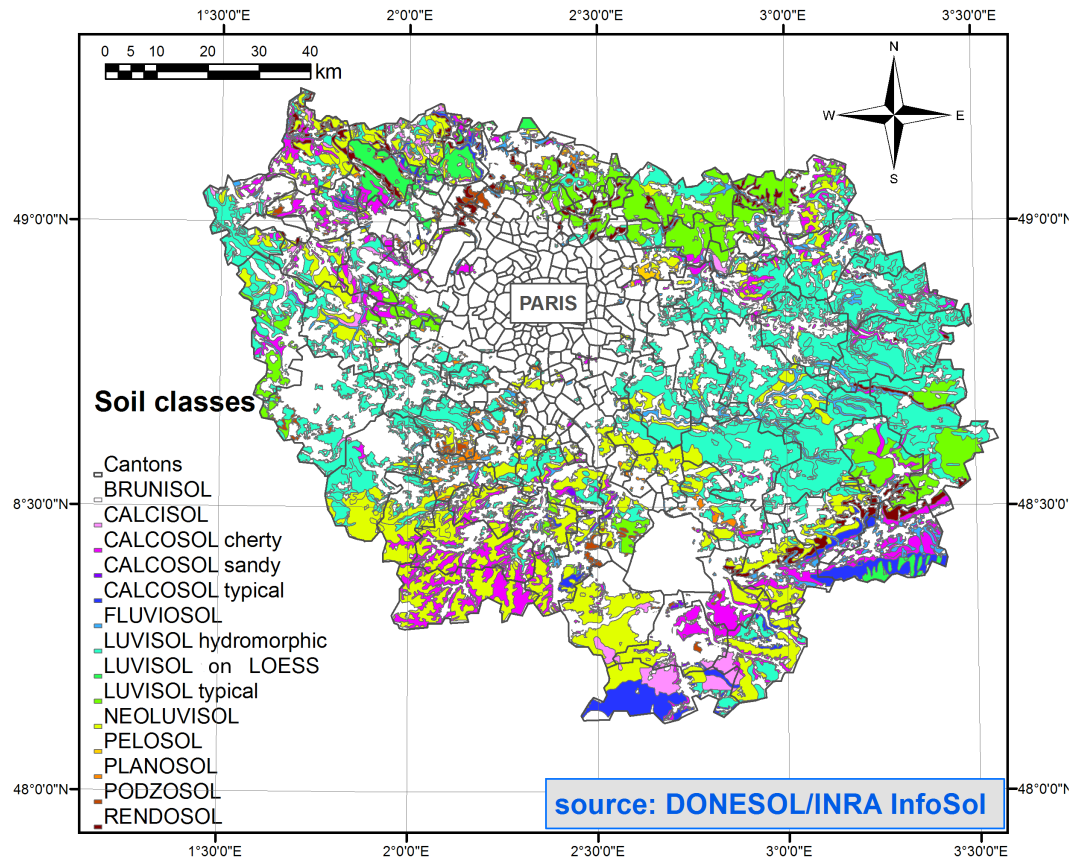 1°30'0"E 2°0'0"E 2°30'0"E 3°0'0"E 3°30'0"E
0 5 10 20 30 40
km
N
W E
S
49°0'0"N 49°0'0"N
PARIS
Soil classes
Cantons
BRUNISOL
8°30'0"N 48°30'0"N
CALCISOL
CALCOSOL cherty
CALCOSOL sandy
CALCOSOL typical
FLUVIOSOL
LUVISOL hydromorphic
LUVISOL on LOESS
LUVISOL typical
NEOLUVISOL
PELOSOL
PLANOSOL
PODZOSOL
RENDOSOL
48°0'0"N 48°0'0"N
source: DONESOL/INRA InfoSol
1°30'0"E 2°0'0"E 2°30'0"E 3°0'0"E 3°30'0"E